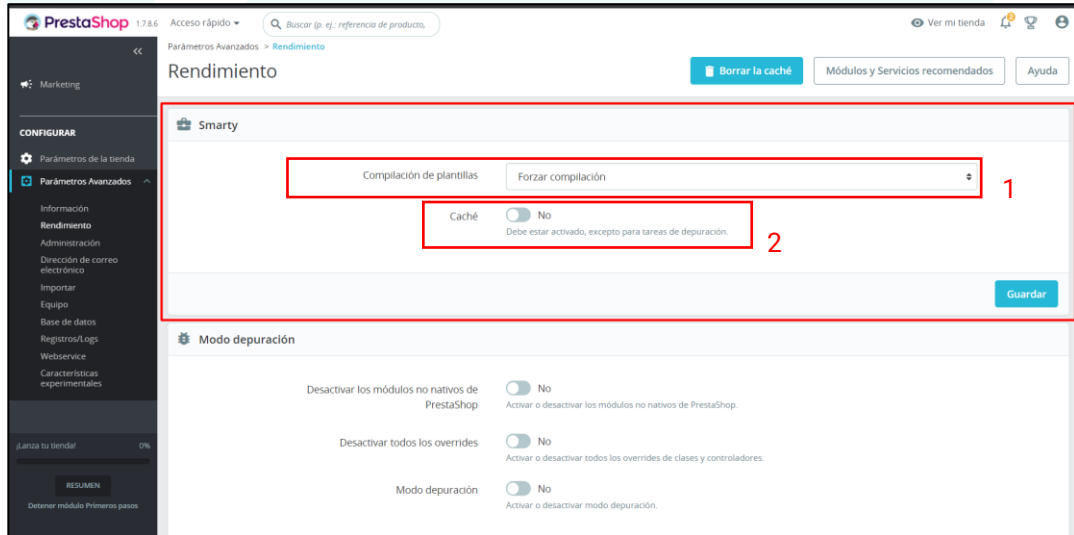 PrestaShop 1.7.8.6 Acceso rápido Buscar (p. ej.: referencia de producto, Ver mi tienda 2
Marketing
CONFIGURAR
Parámetros de la tienda
Parámetros Avanzados
Información
Rendimiento
Administración
Dirección de correo
electrónico
Importar
Equipo
Base de datos
Registros/Logs
Webservice
Características
experimentales
¡Lanza tu tienda! 0%
RESUMEN
Detener módulo Primeros pasos
Parámetros Avanzados > Rendimiento
Rendimiento
Borrar la caché Módulos y Servicios recomendados Ayuda
Smarty
Compilación de plantillas Forzar compilación 1
Caché No
Debe estar activado, excepto para tareas de depuración.
2
Guardar
Modo depuración
Desactivar los módulos no nativos de
PrestaShop
No
Activar o desactivar los módulos no nativos de PrestaShop.
Desactivar todos los overrides No
Activar o desactivar todos los overrides de clases y controladores.
Modo depuración No
Activar o desactivar modo depuración.